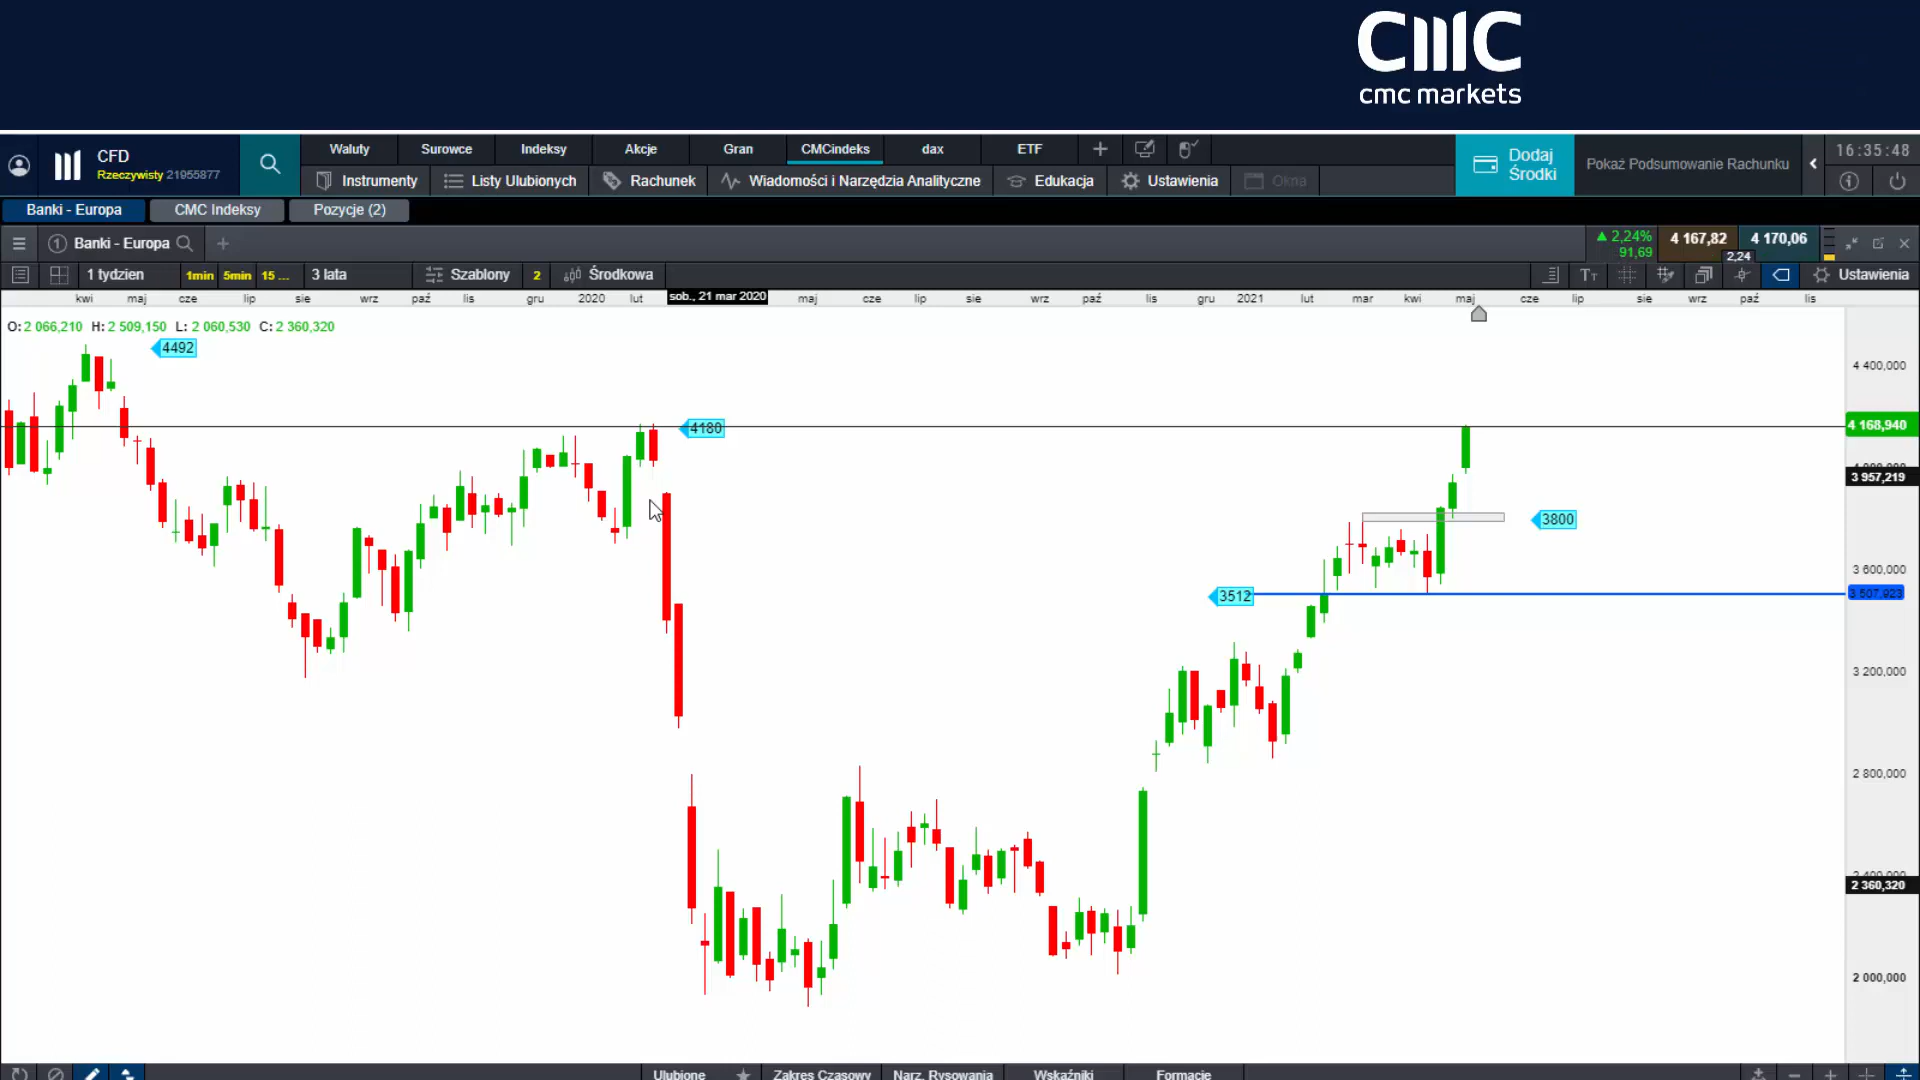 CMC
cmc markets
CFD
Rzeczywisty 21955877
Waluty Surowce Indeksy Akcje Gran CMCindeks dax ETF
Instrumenty Listy Ulubionych Rachunek Wiadomości i Narzędzia Analityczne Edukacja Ustawienia Okna
Dodaj Środki
Pokaż Podsumowanie Rachunku
16:35:48
Banki - Europa CMC Indeksy Pozycje (2)
1 Banki - Europa
2,24%
91,69
4 167,82 4 170,06
2,24
1 tydzien 1min 5min 15 ... 3 lata Szablony 2 Środkowa Ustawienia
kwi maj cze lip sie wrz paź lis gru 2020 lut sob., 21 mar 2020 maj cze lip sie wrz paź lis gru 2021 lut mar kwi maj cze lip sie wrz paź lis
O: 2 066,210 H: 2 509,150 L: 2 060,530 C: 2 360,320
4492
4 400,000
4180
4 168,940
3 957,219
3800
3 600,000
3512
3 507,923
3 200,000
2 800,000
2 360,320
2 000,000
Ulubione Zakres Czasowy Narz. Rysowania Wskaźniki Formacje